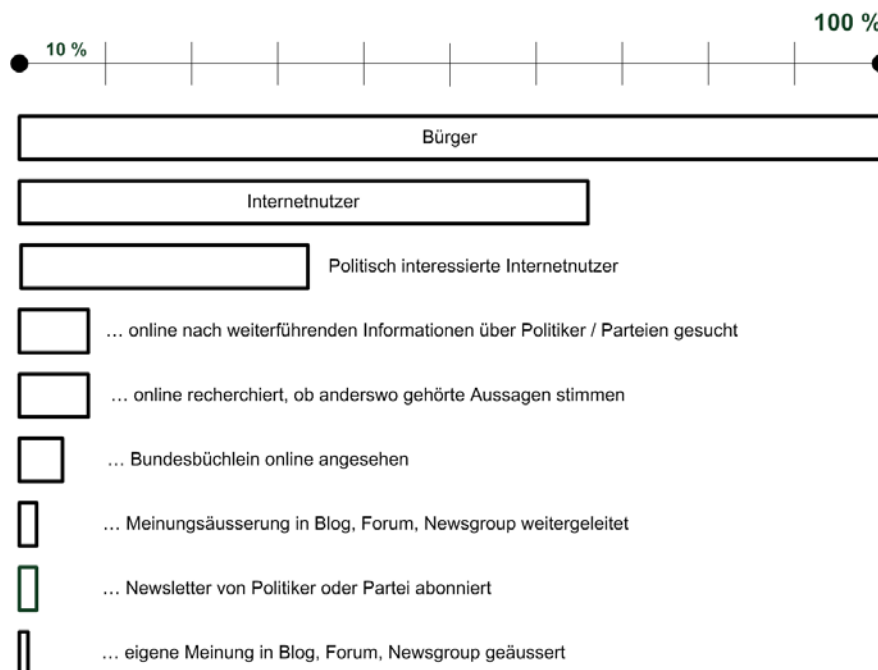 100 %
10 %
Bürger
Internetnutzer
Politisch interessierte Internetnutzer
… online nach weiterführenden Informationen über Politiker / Parteien gesucht
… online recherchiert, ob anderswo gehörte Aussagen stimmen
… Bundesbüchlein online angesehen
… Meinungsäusserung in Blog, Forum, Newsgroup weitergeleitet
… Newsletter von Politiker oder Partei abonniert
… eigene Meinung in Blog, Forum, Newsgroup geäussert